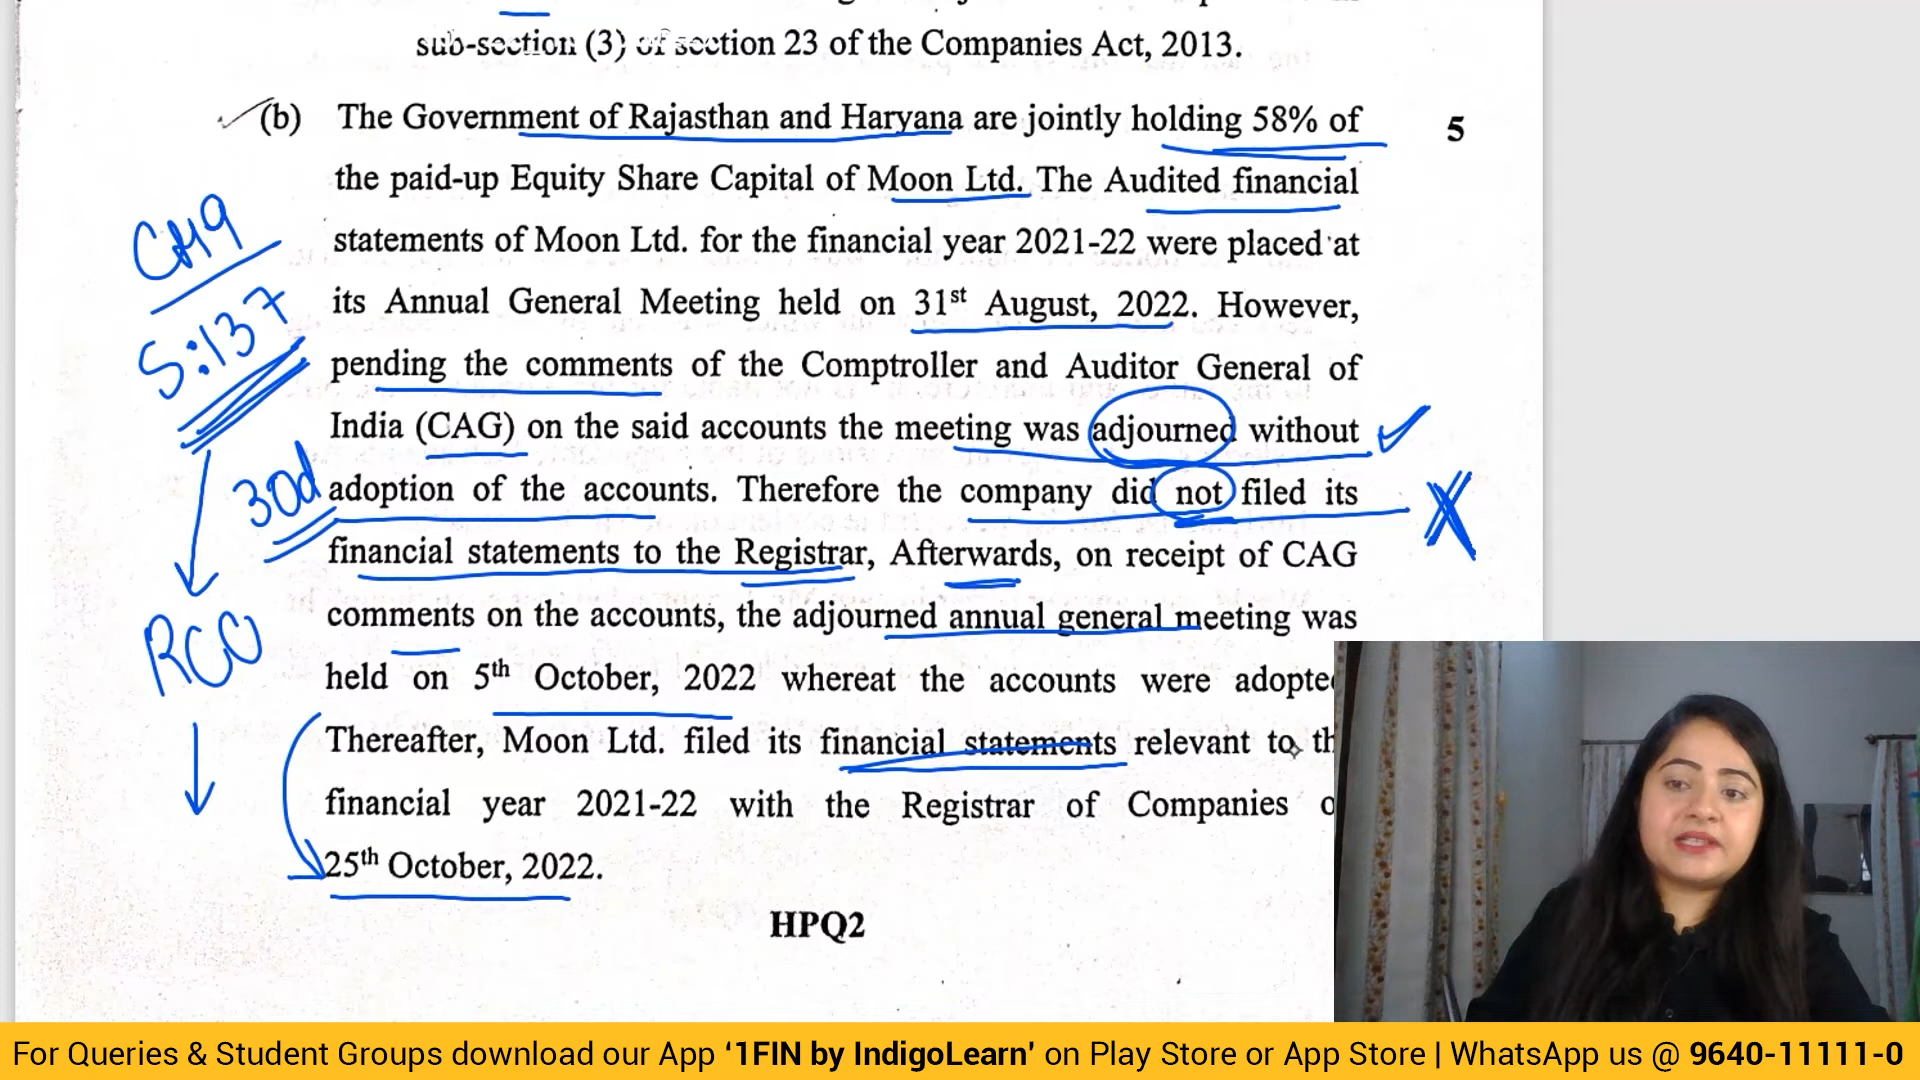 sub-section (3) of section 23 of the Companies Act, 2013.
(b) The Government of Rajasthan and Haryana are jointly holding 58% of 5
the paid-up Equity Share Capital of Moon Ltd. The Audited financial
statements of Moon Ltd. for the financial year 2021-22 were placed at
its Annual General Meeting held on 31st August, 2022. However,
pending the comments of the Comptroller and Auditor General of
India (CAG) on the said accounts the meeting was adjourned without
adoption of the accounts. Therefore the company did not filed its
financial statements to the Registrar, Afterwards, on receipt of CAG
comments on the accounts, the adjourned annual general meeting was
held on 5th October, 2022 whereat the accounts were adopte
Thereafter, Moon Ltd. filed its financial statements relevant to th
financial year 2021-22 with the Registrar of Companies o
25th October, 2022.
HPQ2
CH9
S:137
30d
ROC
For Queries & Student Groups download our App ‘1FIN by IndigoLearn' on Play Store or App Store | WhatsApp us @ 9640-11111-0